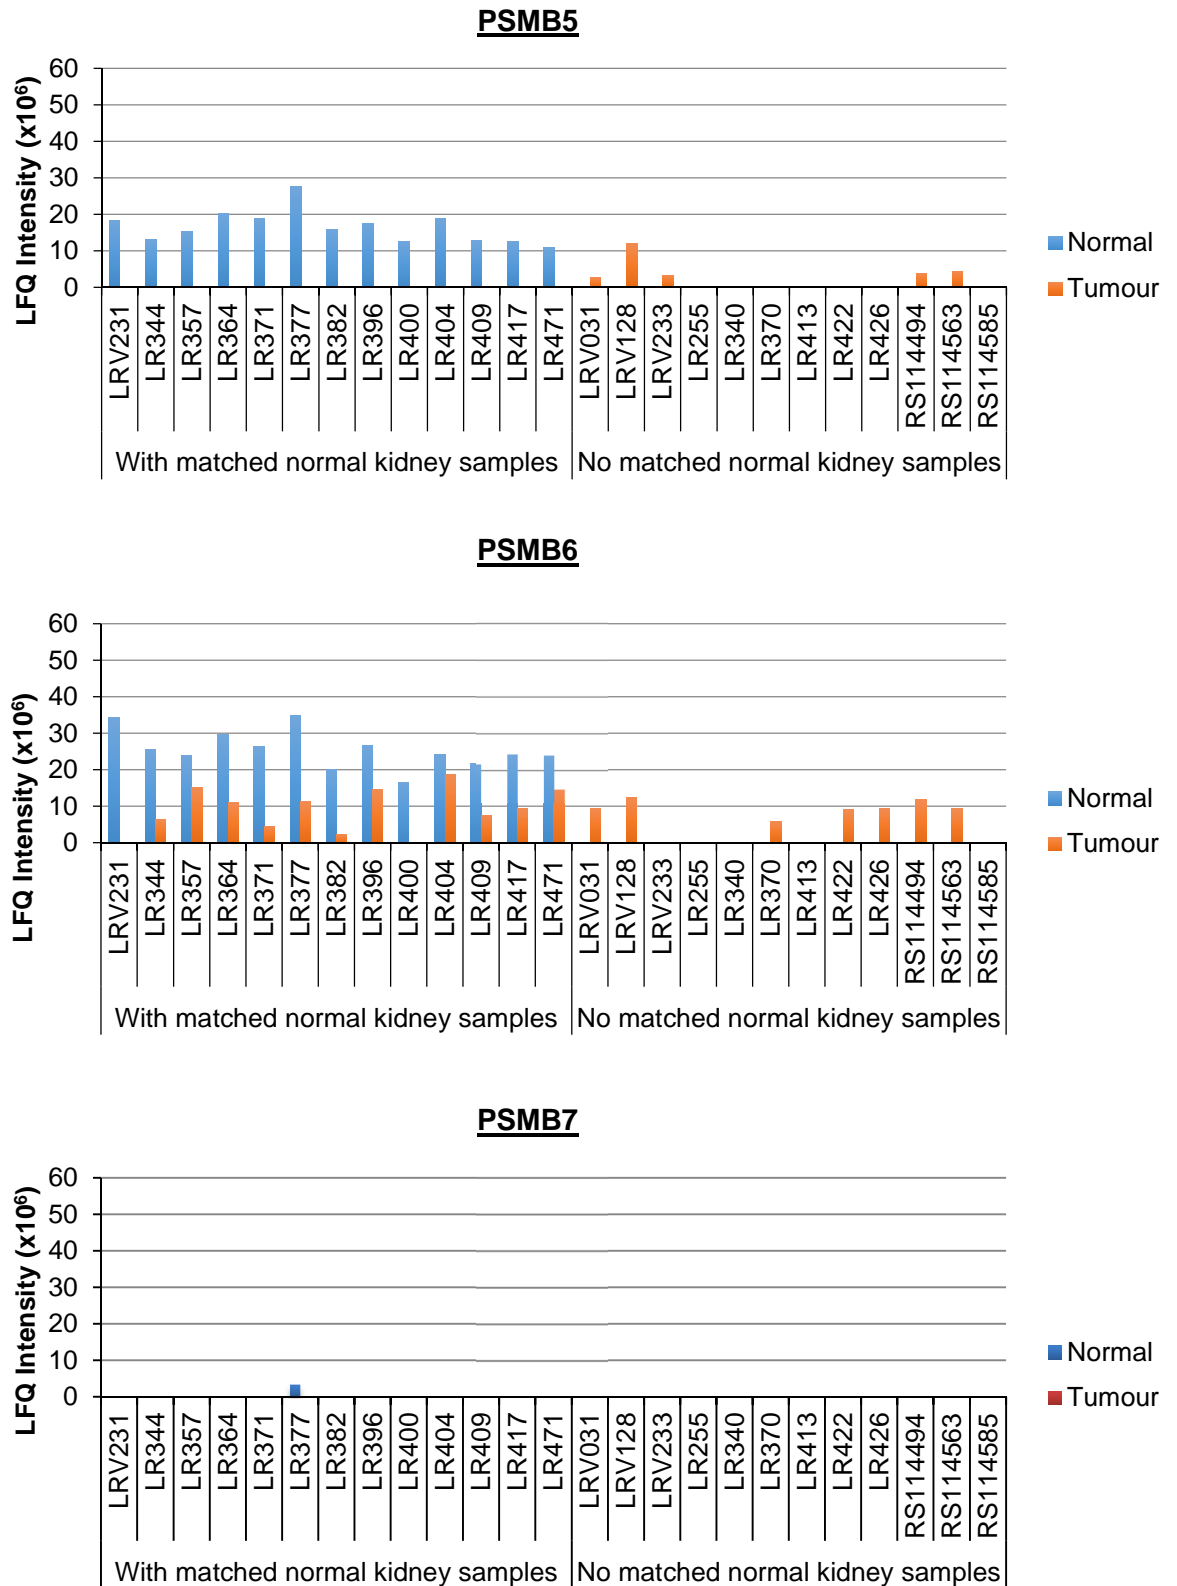 PSMB5
LFQ Intensity (x10⁶)
60
50
40
30
20
10
0
LRV231
LR344
LR357
LR364
LR371
LR377
LR382
LR396
LR400
LR404
LR409
LR417
LR471
LRV031
LRV128
LRV233
LR255
LR340
LR370
LR413
LR422
LR426
RS114494
RS114563
RS114585
With matched normal kidney samples
No matched normal kidney samples
Normal
Tumour
PSMB6
LFQ Intensity (x10⁶)
60
50
40
30
20
10
0
LRV231
LR344
LR357
LR364
LR371
LR377
LR382
LR396
LR400
LR404
LR409
LR417
LR471
LRV031
LRV128
LRV233
LR255
LR340
LR370
LR413
LR422
LR426
RS114494
RS114563
RS114585
With matched normal kidney samples
No matched normal kidney samples
Normal
Tumour
PSMB7
LFQ Intensity (x10⁶)
60
50
40
30
20
10
0
LRV231
LR344
LR357
LR364
LR371
LR377
LR382
LR396
LR400
LR404
LR409
LR417
LR471
LRV031
LRV128
LRV233
LR255
LR340
LR370
LR413
LR422
LR426
RS114494
RS114563
RS114585
With matched normal kidney samples
No matched normal kidney samples
Normal
Tumour